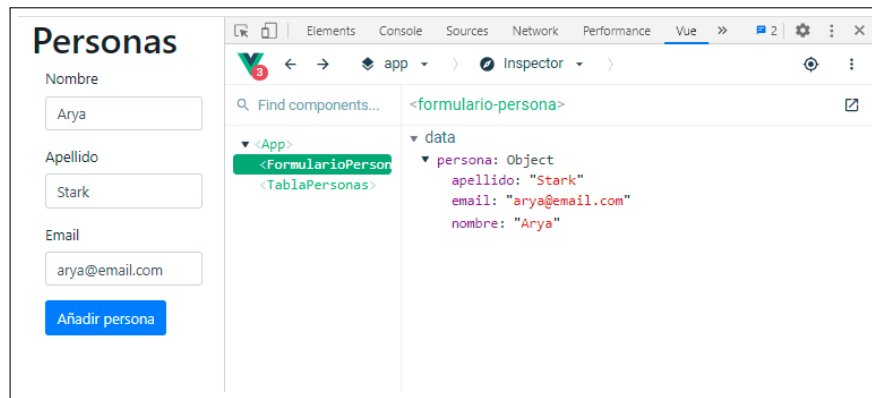 Personas
Nombre
Arya
Apellido
Stark
Email
arya@email.com
Añadir persona
Elements Console Sources Network Performance Vue » 2
3 app Inspector
Find components...
<App>
<FormularioPerson
<TablaPersonas>
<formulario-persona>
data
persona: Object
apellido: "Stark"
email: "arya@email.com"
nombre: "Arya"